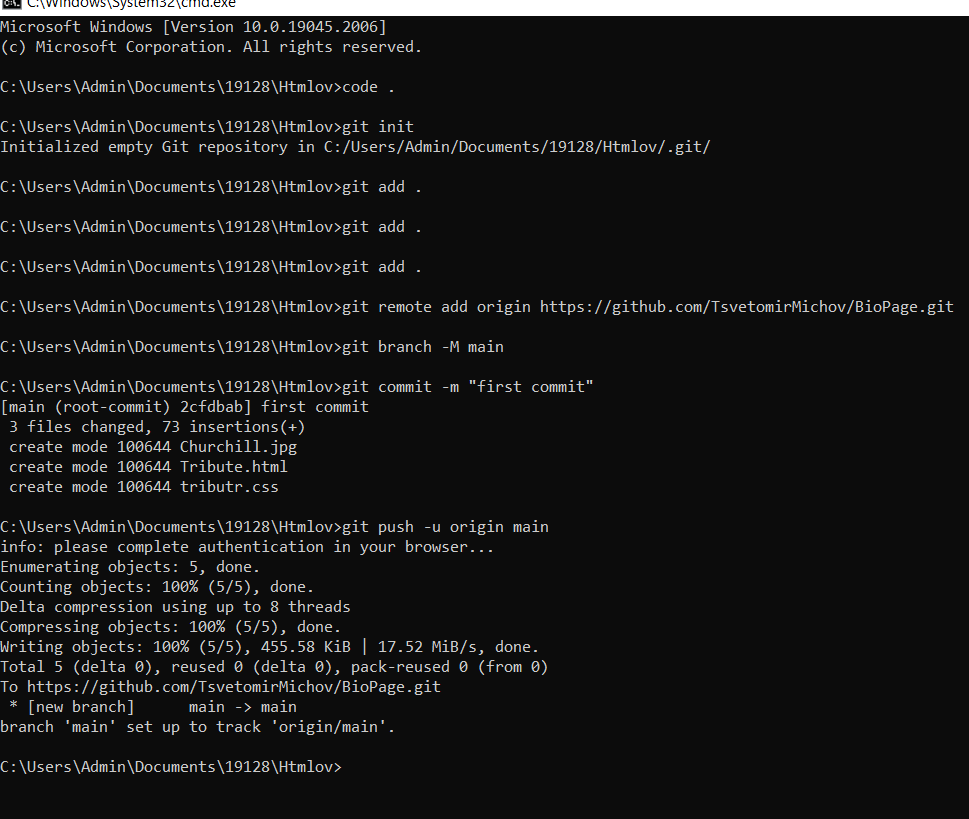 C:\Windows\System32\cmd.exe
Microsoft Windows [Version 10.0.19045.2006]
(c) Microsoft Corporation. All rights reserved.
C:\Users\Admin\Documents\19128\Htmlov>code .
C:\Users\Admin\Documents\19128\Htmlov>git init
Initialized empty Git repository in C:/Users/Admin/Documents/19128/Htmlov/.git/
C:\Users\Admin\Documents\19128\Htmlov>git add .
C:\Users\Admin\Documents\19128\Htmlov>git add .
C:\Users\Admin\Documents\19128\Htmlov>git add .
C:\Users\Admin\Documents\19128\Htmlov>git remote add origin https://github.com/TsvetomirMichov/BioPage.git
C:\Users\Admin\Documents\19128\Htmlov>git branch -M main
C:\Users\Admin\Documents\19128\Htmlov>git commit -m "first commit"
[main (root-commit) 2cfdbab] first commit
 3 files changed, 73 insertions(+)
 create mode 100644 Churchill.jpg
 create mode 100644 Tribute.html
 create mode 100644 tributr.css
C:\Users\Admin\Documents\19128\Htmlov>git push -u origin main
info: please complete authentication in your browser...
Enumerating objects: 5, done.
Counting objects: 100% (5/5), done.
Delta compression using up to 8 threads
Compressing objects: 100% (5/5), done.
Writing objects: 100% (5/5), 455.58 KiB | 17.52 MiB/s, done.
Total 5 (delta 0), reused 0 (delta 0), pack-reused 0 (from 0)
To https://github.com/TsvetomirMichov/BioPage.git
 * [new branch]      main -> main
branch 'main' set up to track 'origin/main'.
C:\Users\Admin\Documents\19128\Htmlov>